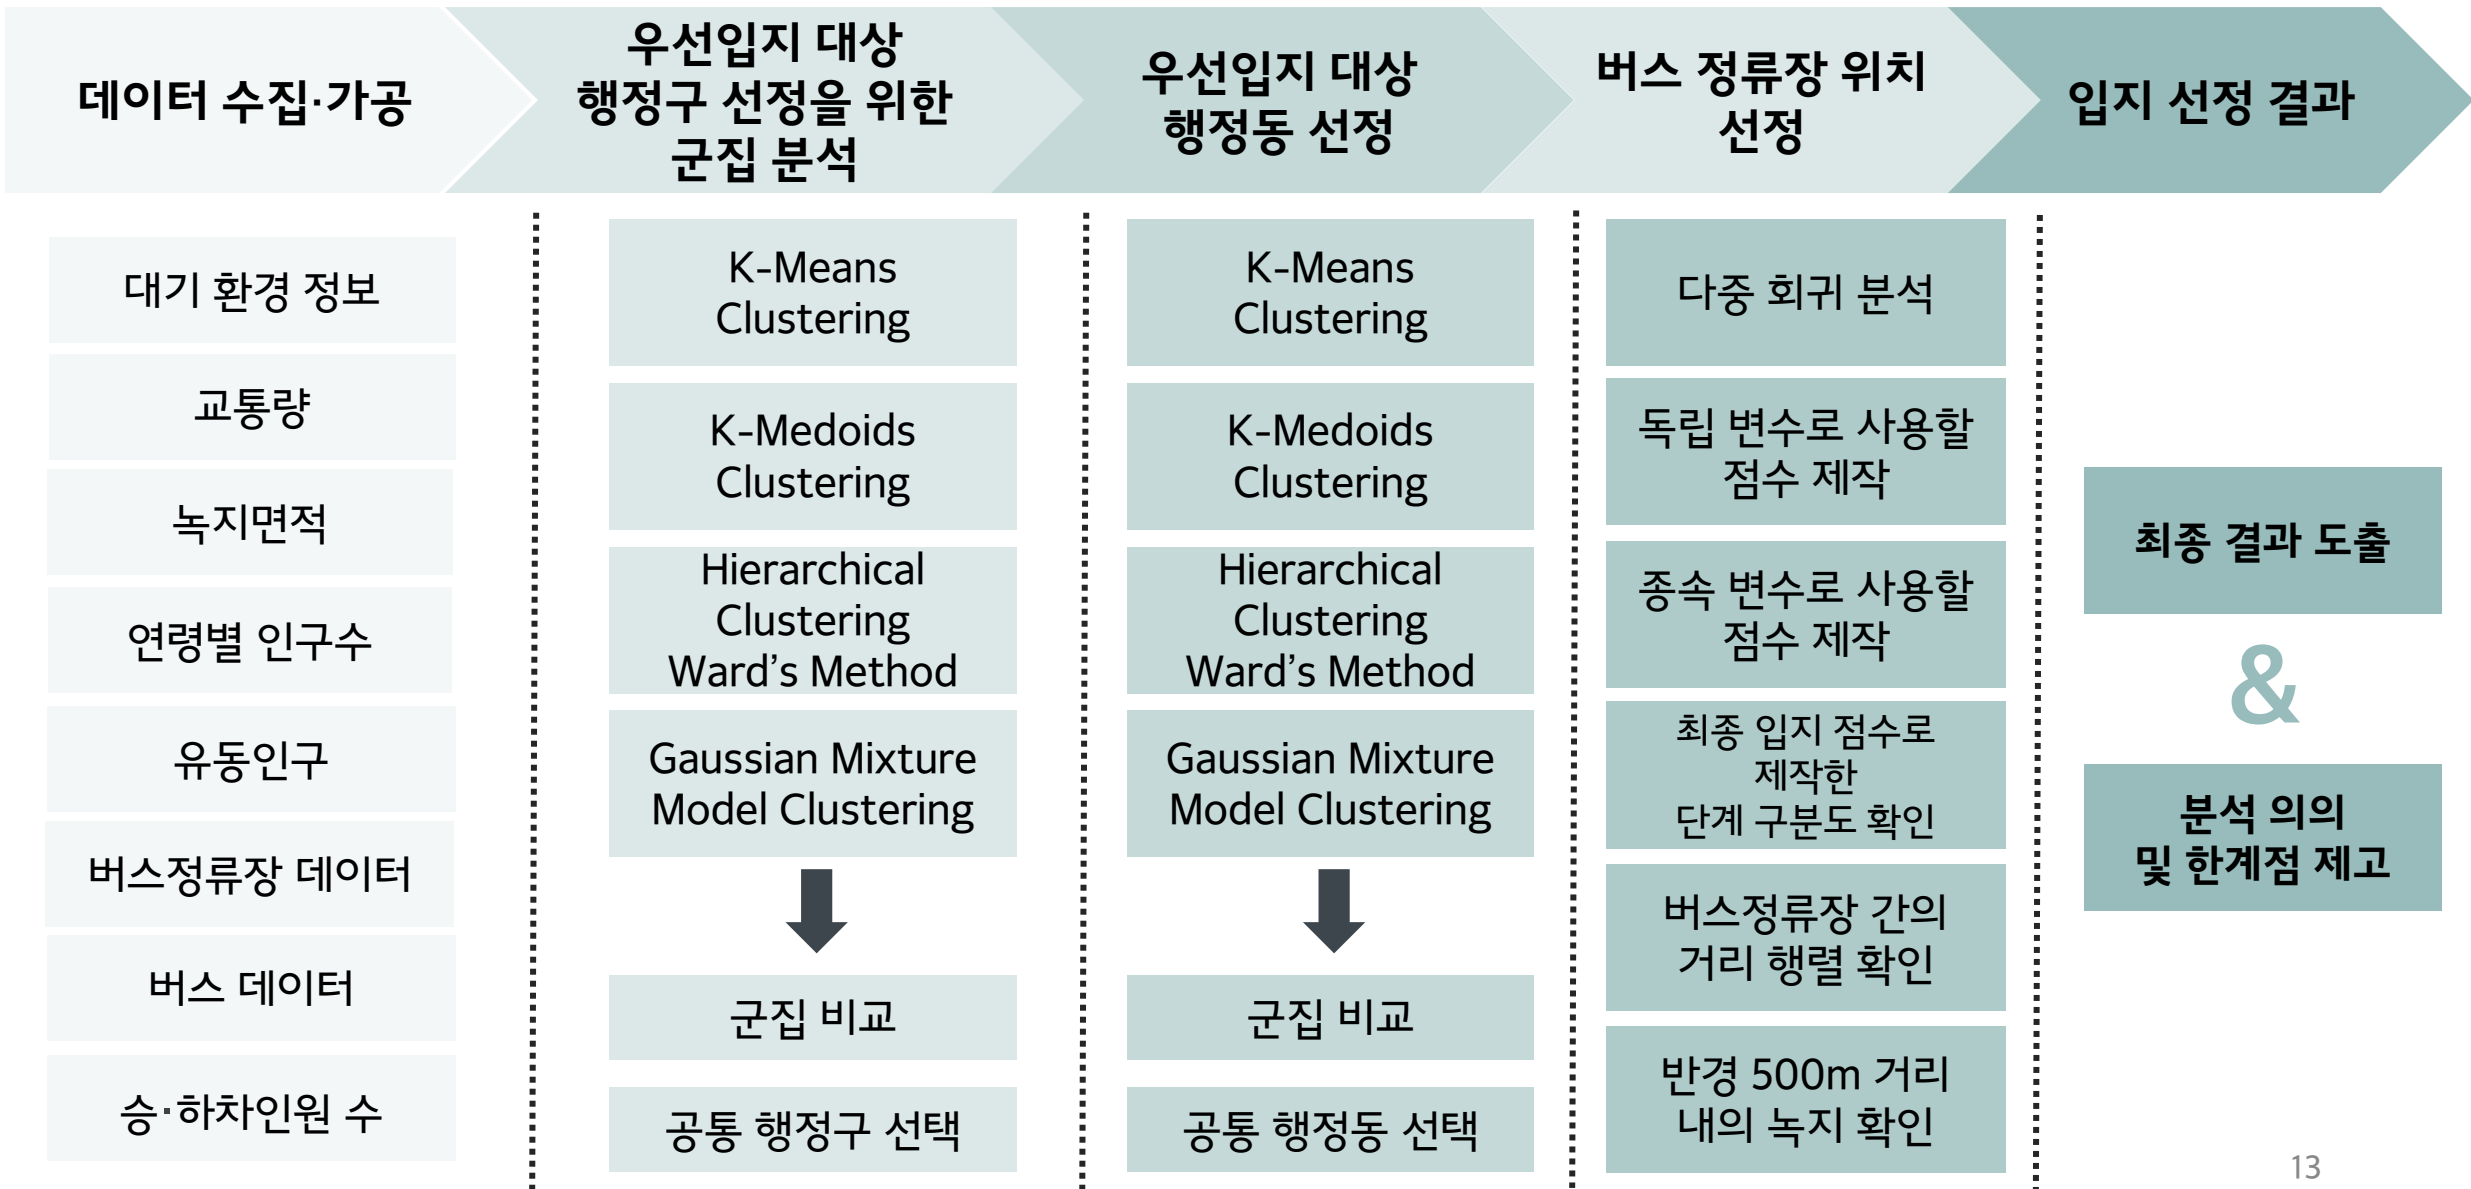 데이터 수집·가공
우선입지 대상
행정구 선정을 위한
군집 분석
우선입지 대상
행정동 선정
버스 정류장 위치
선정
입지 선정 결과
대기 환경 정보
교통량
녹지면적
연령별 인구수
유동인구
버스정류장 데이터
버스 데이터
승·하차인원 수
K-Means
Clustering
K-Medoids
Clustering
Hierarchical
Clustering
Ward's Method
Gaussian Mixture
Model Clustering
군집 비교
공통 행정구 선택
K-Means
Clustering
K-Medoids
Clustering
Hierarchical
Clustering
Ward's Method
Gaussian Mixture
Model Clustering
군집 비교
공통 행정동 선택
다중 회귀 분석
독립 변수로 사용할
점수 제작
종속 변수로 사용할
점수 제작
최종 입지 점수로
제작한
단계 구분도 확인
버스정류장 간의
거리 행렬 확인
반경 500m 거리
내의 녹지 확인
최종 결과 도출
&
분석 의의
및 한계점 제고
13